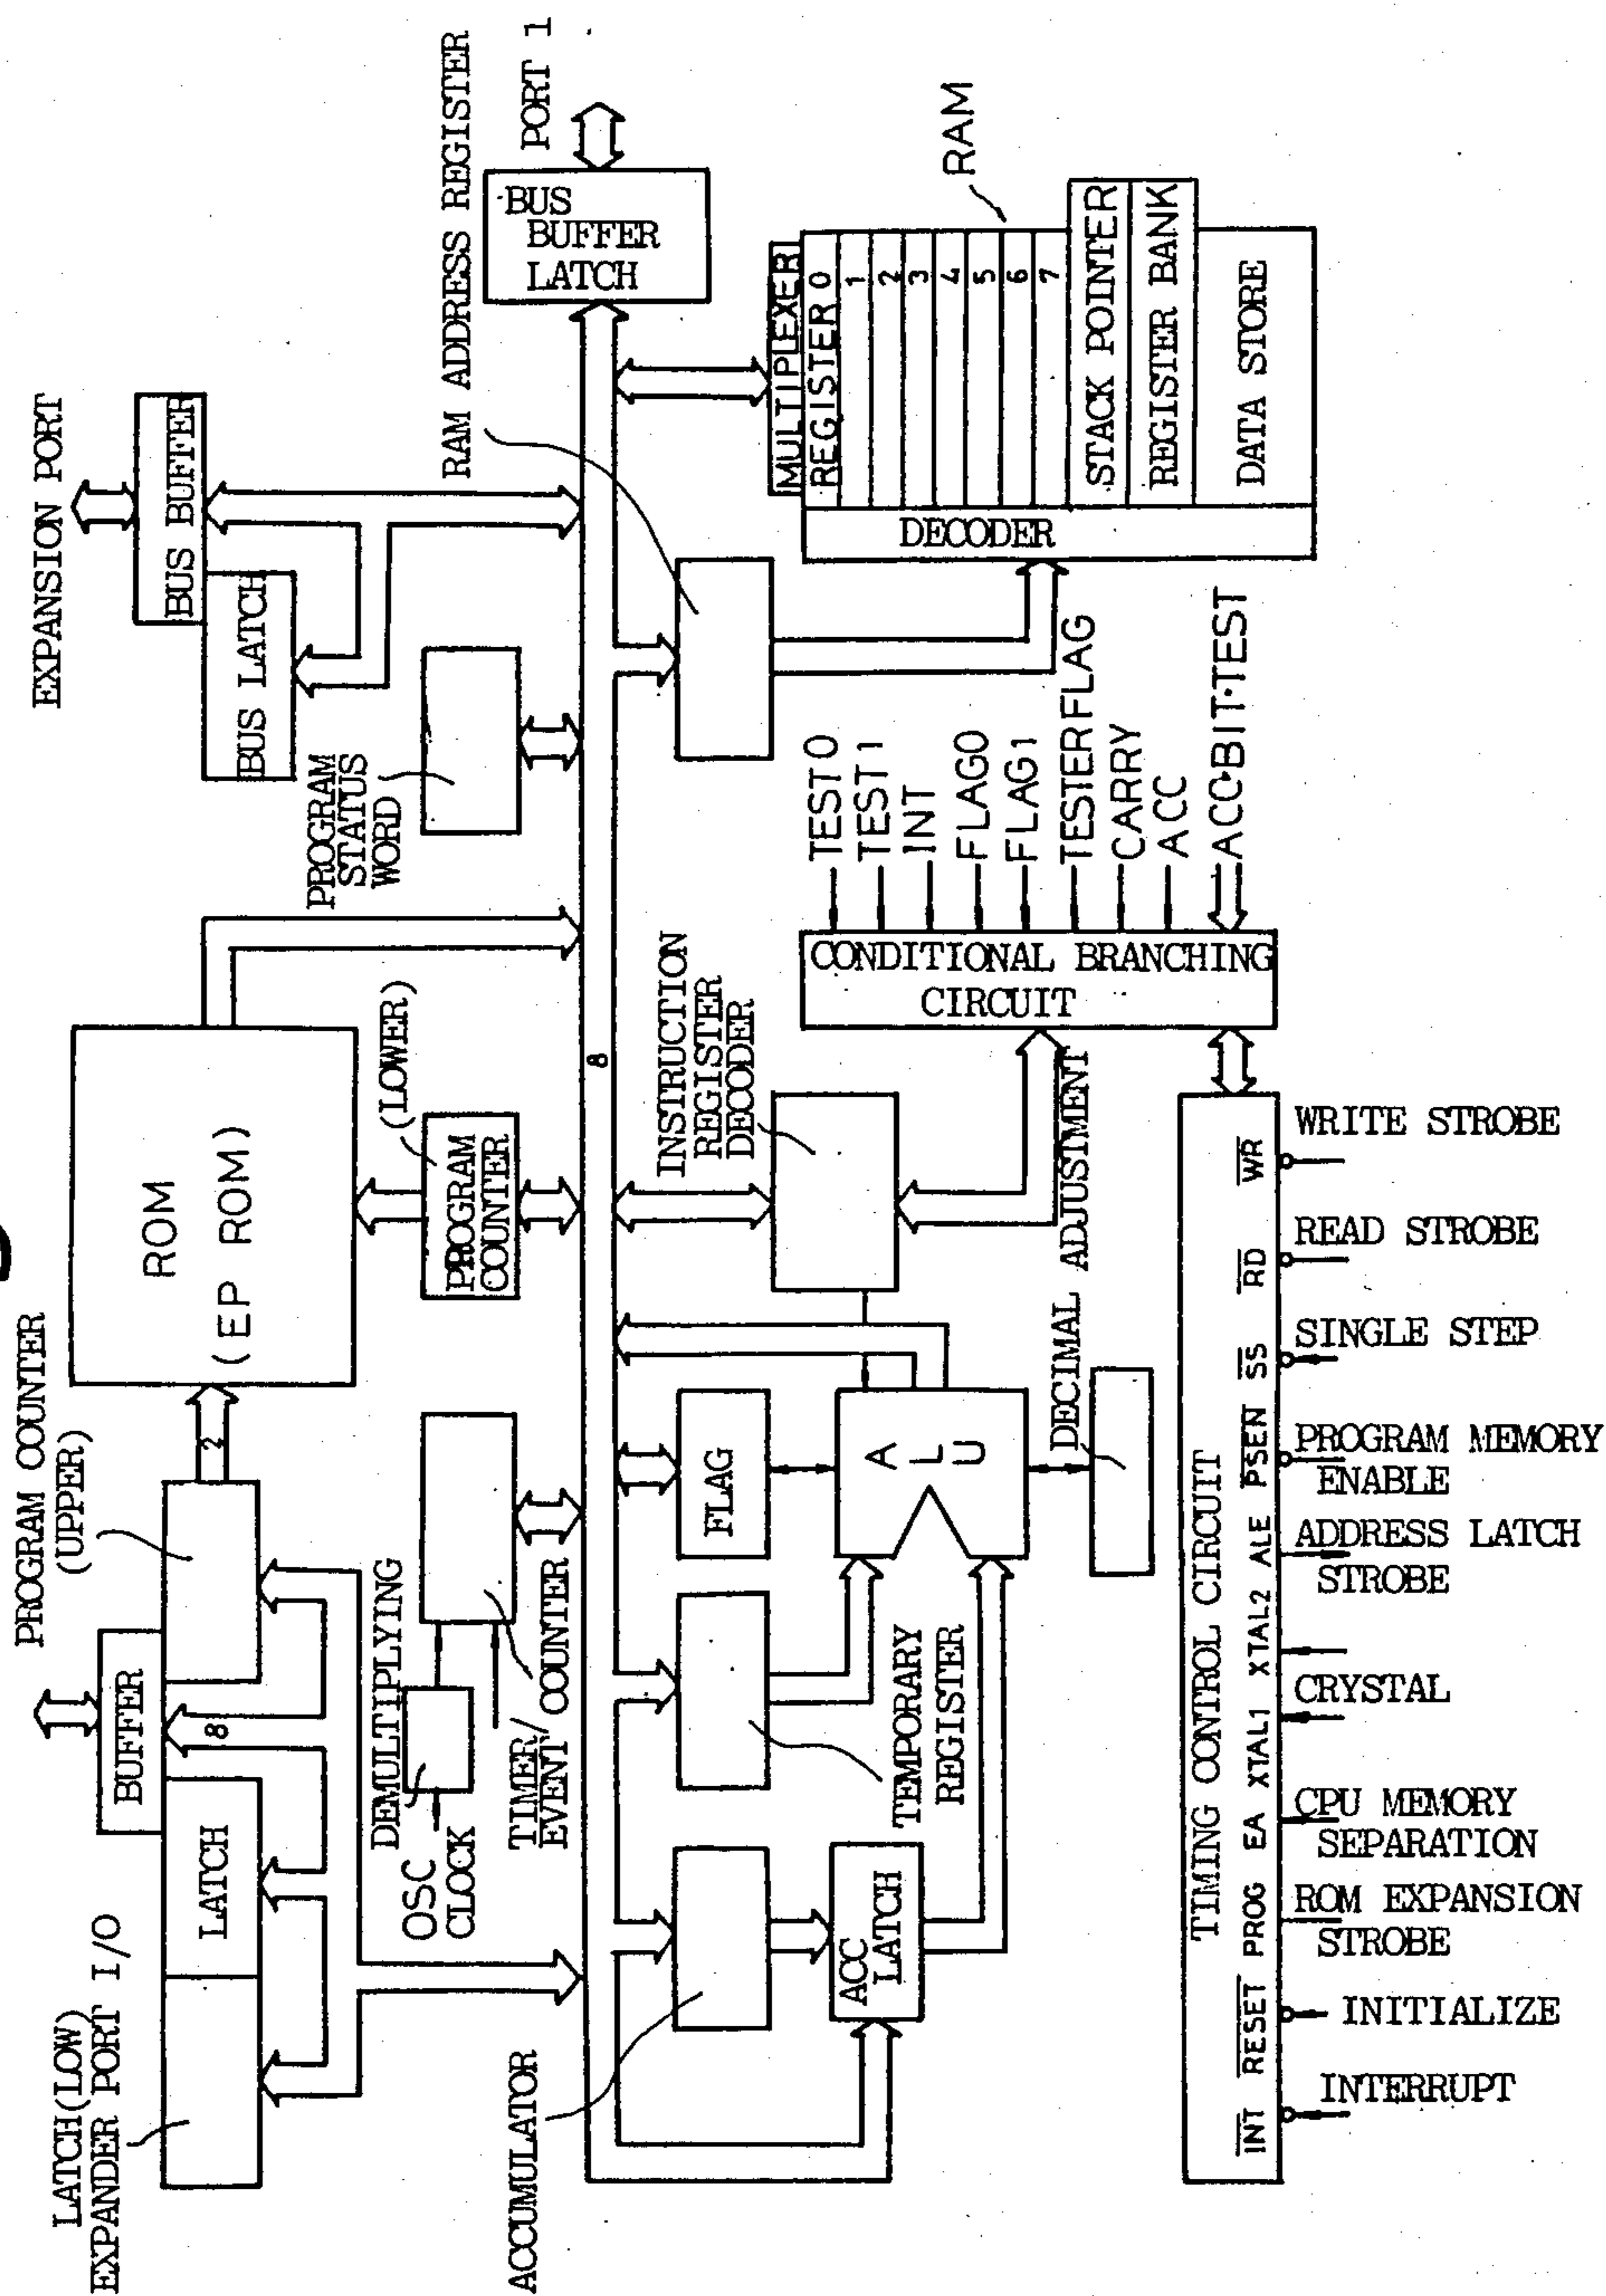 LATCH(LOW)
EXPANDER PORT I/O
PROGRAM COUNTER
(UPPER)
BUFFER
LATCH
8
2
ROM
(EP ROM)
EXPANSION PORT
BUS BUFFER
BUS LATCH
DEMULTIPLYING
OSC
CLOCK
TIMER/
EVENT COUNTER
(LOWER)
PROGRAM
COUNTER
PROGRAM
STATUS
WORD
RAM ADDRESS REGISTER
PORT 1
BUS
BUFFER
LATCH
8
ACCUMULATOR
ACC
LATCH
TEMPORARY
REGISTER
FLAG
ALU
DECIMAL ADJUSTMENT
INSTRUCTION
REGISTER
DECODER
CONDITIONAL BRANCHING
CIRCUIT
TEST0
TEST1
INT
FLAG0
FLAG1
TESTERFLAG
CARRY
ACC
ACC·BIT·TEST
RAM
MULTIPLEXER
REGISTER 0
1
2
3
4
5
6
7
STACK POINTER
REGISTER BANK
DATA STORE
DECODER
TIMING CONTROL CIRCUIT
INT RESET PROG EA XTAL1 XTAL2 ALE PSEN SS RD WR
INTERRUPT
INITIALIZE
ROM EXPANSION
STROBE
CPU MEMORY
SEPARATION
CRYSTAL
ADDRESS LATCH
STROBE
PROGRAM MEMORY
ENABLE
SINGLE STEP
READ STROBE
WRITE STROBE